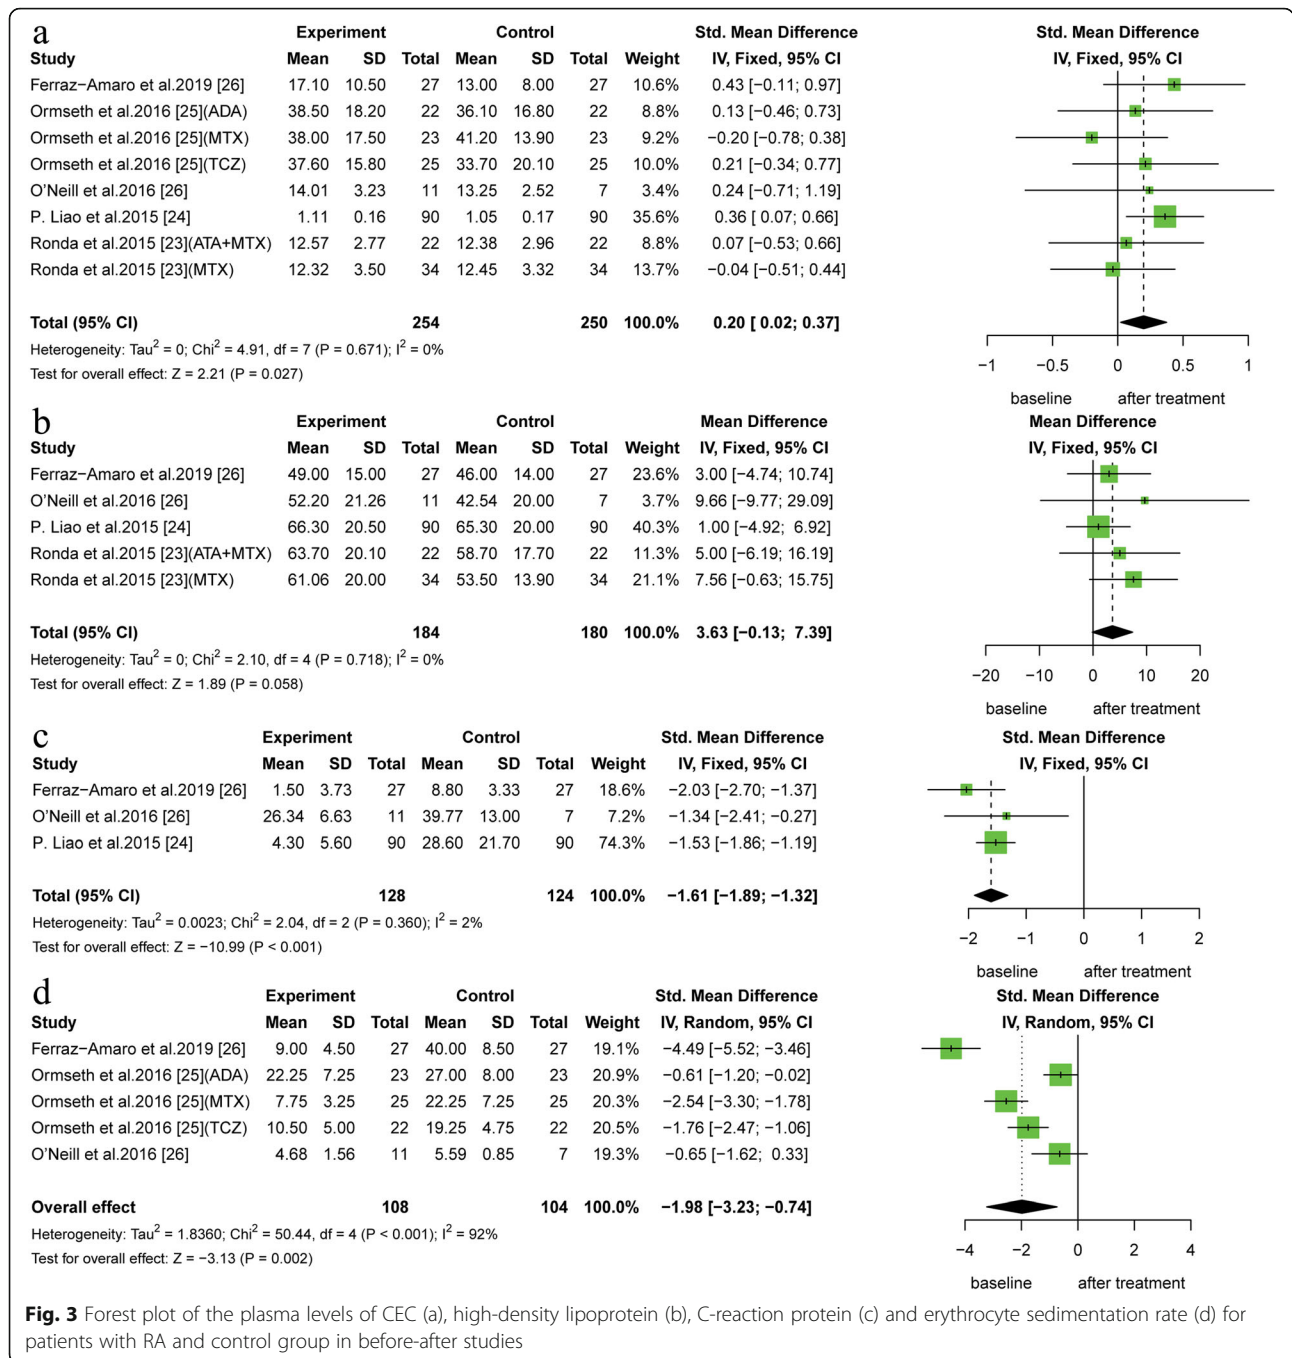 a
Experiment Control Std. Mean Difference Std. Mean Difference
Study Mean SD Total Mean SD Total Weight IV, Fixed, 95% CI IV, Fixed, 95% CI
Ferraz−Amaro et al.2019 [26] 17.10 10.50 27 13.00 8.00 27 10.6% 0.43 [−0.11; 0.97]
Ormseth et al.2016 [25](ADA) 38.50 18.20 22 36.10 16.80 22 8.8% 0.13 [−0.46; 0.73]
Ormseth et al.2016 [25](MTX) 38.00 17.50 23 41.20 13.90 23 9.2% −0.20 [−0.78; 0.38]
Ormseth et al.2016 [25](TCZ) 37.60 15.80 25 33.70 20.10 25 10.0% 0.21 [−0.34; 0.77]
O'Neill et al.2016 [26] 14.01 3.23 11 13.25 2.52 7 3.4% 0.24 [−0.71; 1.19]
P. Liao et al.2015 [24] 1.11 0.16 90 1.05 0.17 90 35.6% 0.36 [ 0.07; 0.66]
Ronda et al.2015 [23](ATA+MTX) 12.57 2.77 22 12.38 2.96 22 8.8% 0.07 [−0.53; 0.66]
Ronda et al.2015 [23](MTX) 12.32 3.50 34 12.45 3.32 34 13.7% −0.04 [−0.51; 0.44]
Total (95% CI) 254 250 100.0% 0.20 [ 0.02; 0.37]
Heterogeneity: Tau² = 0; Chi² = 4.91, df = 7 (P = 0.671); I² = 0%
Test for overall effect: Z = 2.21 (P = 0.027)
−1 −0.5 0 0.5 1
baseline after treatment
b
Experiment Control Mean Difference Mean Difference
Study Mean SD Total Mean SD Total Weight IV, Fixed, 95% CI IV, Fixed, 95% CI
Ferraz−Amaro et al.2019 [26] 49.00 15.00 27 46.00 14.00 27 23.6% 3.00 [−4.74; 10.74]
O'Neill et al.2016 [26] 52.20 21.26 11 42.54 20.00 7 3.7% 9.66 [−9.77; 29.09]
P. Liao et al.2015 [24] 66.30 20.50 90 65.30 20.00 90 40.3% 1.00 [−4.92; 6.92]
Ronda et al.2015 [23](ATA+MTX) 63.70 20.10 22 58.70 17.70 22 11.3% 5.00 [−6.19; 16.19]
Ronda et al.2015 [23](MTX) 61.06 20.00 34 53.50 13.90 34 21.1% 7.56 [−0.63; 15.75]
Total (95% CI) 184 180 100.0% 3.63 [−0.13; 7.39]
Heterogeneity: Tau² = 0; Chi² = 2.10, df = 4 (P = 0.718); I² = 0%
Test for overall effect: Z = 1.89 (P = 0.058)
−20 −10 0 10 20
baseline after treatment
c
Experiment Control Std. Mean Difference Std. Mean Difference
Study Mean SD Total Mean SD Total Weight IV, Fixed, 95% CI IV, Fixed, 95% CI
Ferraz−Amaro et al.2019 [26] 1.50 3.73 27 8.80 3.33 27 18.6% −2.03 [−2.70; −1.37]
O'Neill et al.2016 [26] 26.34 6.63 11 39.77 13.00 7 7.2% −1.34 [−2.41; −0.27]
P. Liao et al.2015 [24] 4.30 5.60 90 28.60 21.70 90 74.3% −1.53 [−1.86; −1.19]
Total (95% CI) 128 124 100.0% −1.61 [−1.89; −1.32]
Heterogeneity: Tau² = 0.0023; Chi² = 2.04, df = 2 (P = 0.360); I² = 2%
Test for overall effect: Z = −10.99 (P < 0.001)
−2 −1 0 1 2
baseline after treatment
d
Experiment Control Std. Mean Difference Std. Mean Difference
Study Mean SD Total Mean SD Total Weight IV, Random, 95% CI IV, Random, 95% CI
Ferraz−Amaro et al.2019 [26] 9.00 4.50 27 40.00 8.50 27 19.1% −4.49 [−5.52; −3.46]
Ormseth et al.2016 [25](ADA) 22.25 7.25 23 27.00 8.00 23 20.9% −0.61 [−1.20; −0.02]
Ormseth et al.2016 [25](MTX) 7.75 3.25 25 22.25 7.25 25 20.3% −2.54 [−3.30; −1.78]
Ormseth et al.2016 [25](TCZ) 10.50 5.00 22 19.25 4.75 22 20.5% −1.76 [−2.47; −1.06]
O'Neill et al.2016 [26] 4.68 1.56 11 5.59 0.85 7 19.3% −0.65 [−1.62; 0.33]
Overall effect 108 104 100.0% −1.98 [−3.23; −0.74]
Heterogeneity: Tau² = 1.8360; Chi² = 50.44, df = 4 (P < 0.001); I² = 92%
Test for overall effect: Z = −3.13 (P = 0.002)
−4 −2 0 2 4
baseline after treatment
Fig. 3 Forest plot of the plasma levels of CEC (a), high-density lipoprotein (b), C-reaction protein (c) and erythrocyte sedimentation rate (d) for
patients with RA and control group in before-after studies